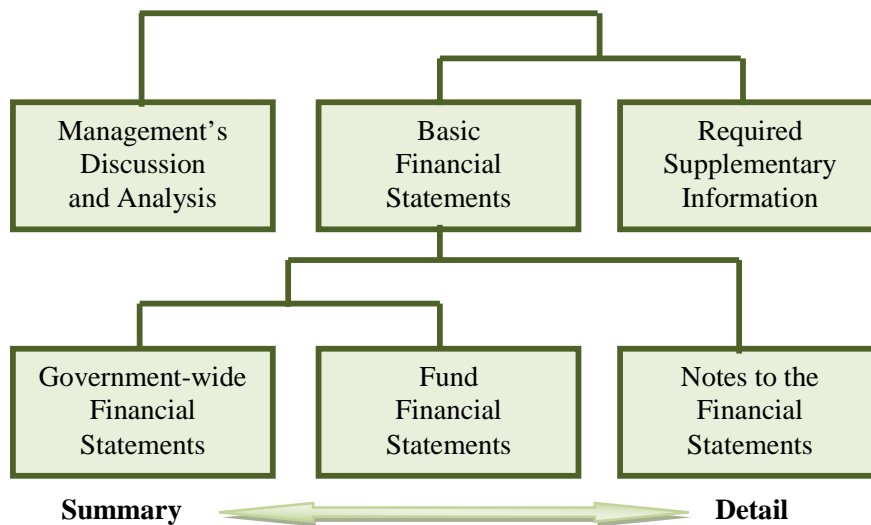 Management’s
Discussion
and Analysis
Basic
Financial
Statements
Required
Supplementary
Information
Government-wide
Financial
Statements
Fund
Financial
Statements
Notes to the
Financial
Statements
Summary
Detail